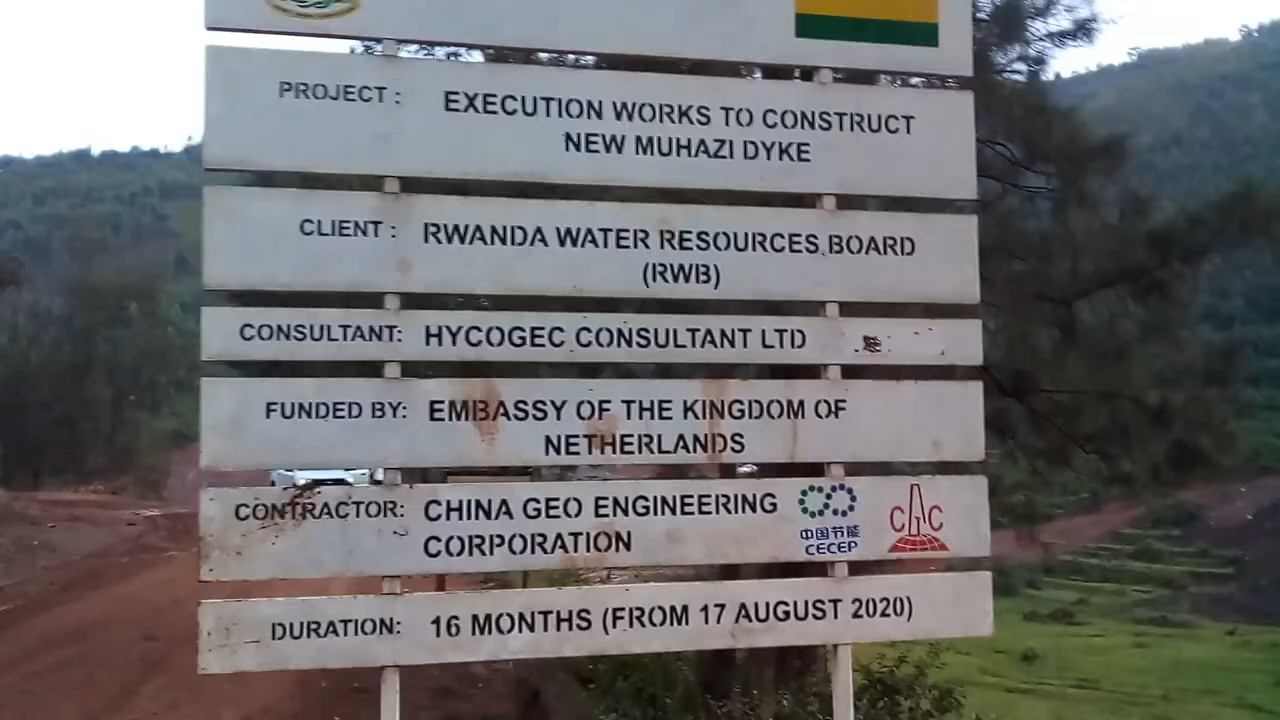 PROJECT : EXECUTION WORKS TO CONSTRUCT
NEW MUHAZI DYKE
CLIENT : RWANDA WATER RESOURCES BOARD
(RWB)
CONSULTANT: HYCOGEC CONSULTANT LTD
FUNDED BY: EMBASSY OF THE KINGDOM OF
NETHERLANDS
CONTRACTOR: CHINA GEO ENGINEERING
CORPORATION
中国节能
CECEP
CGC
DURATION: 16 MONTHS (FROM 17 AUGUST 2020)